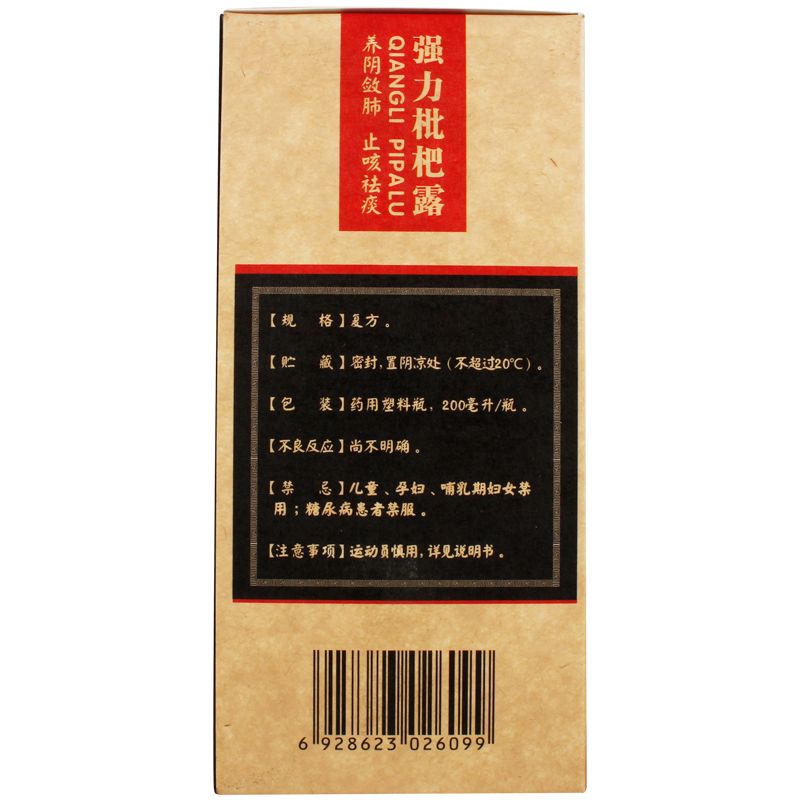 强力枇杷露
QIANGLI PIPALU
养阴敛肺 止咳祛痰
【规 格】复方。
【贮 藏】密封,置阴凉处(不超过20℃)。
【包 装】药用塑料瓶,200毫升/瓶。
【不良反应】尚不明确。
【禁 忌】儿童、孕妇、哺乳期妇女禁
用;糖尿病患者禁服。
【注意事项】运动员慎用,详见说明书。
6 928623 026099